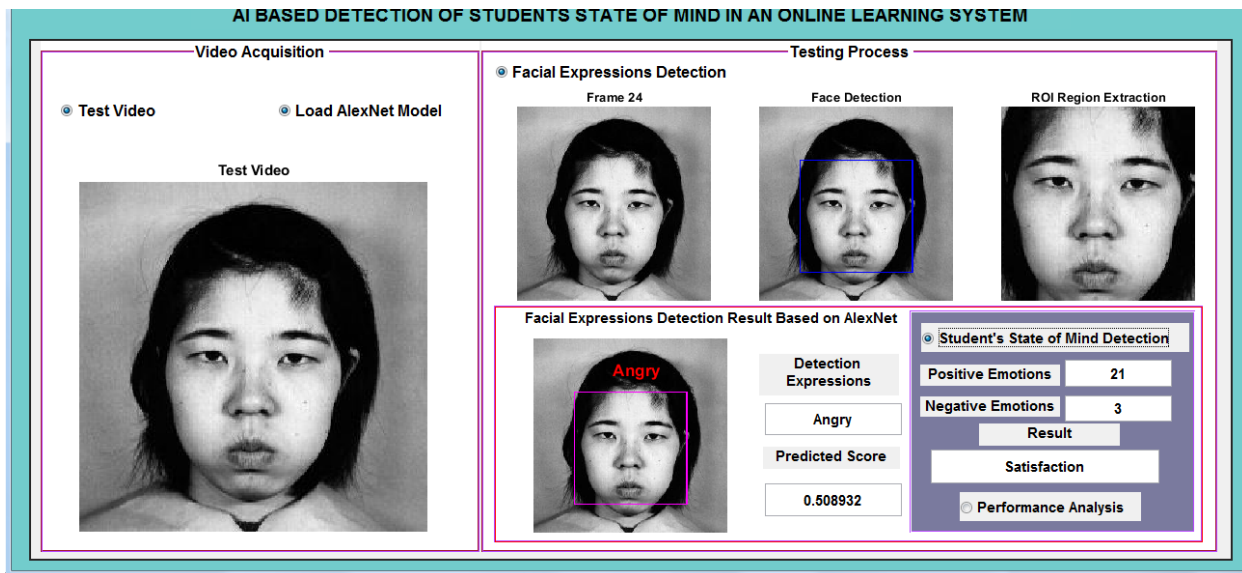 AI BASED DETECTION OF STUDENTS STATE OF MIND IN AN ONLINE LEARNING SYSTEM
Video Acquisition
Test Video
Load AlexNet Model
Test Video
Testing Process
Facial Expressions Detection
Frame 24
Face Detection
ROI Region Extraction
Facial Expressions Detection Result Based on AlexNet
Angry
Detection
Expressions
Angry
Predicted Score
0.508932
Student's State of Mind Detection
Positive Emotions
21
Negative Emotions
3
Result
Satisfaction
Performance Analysis